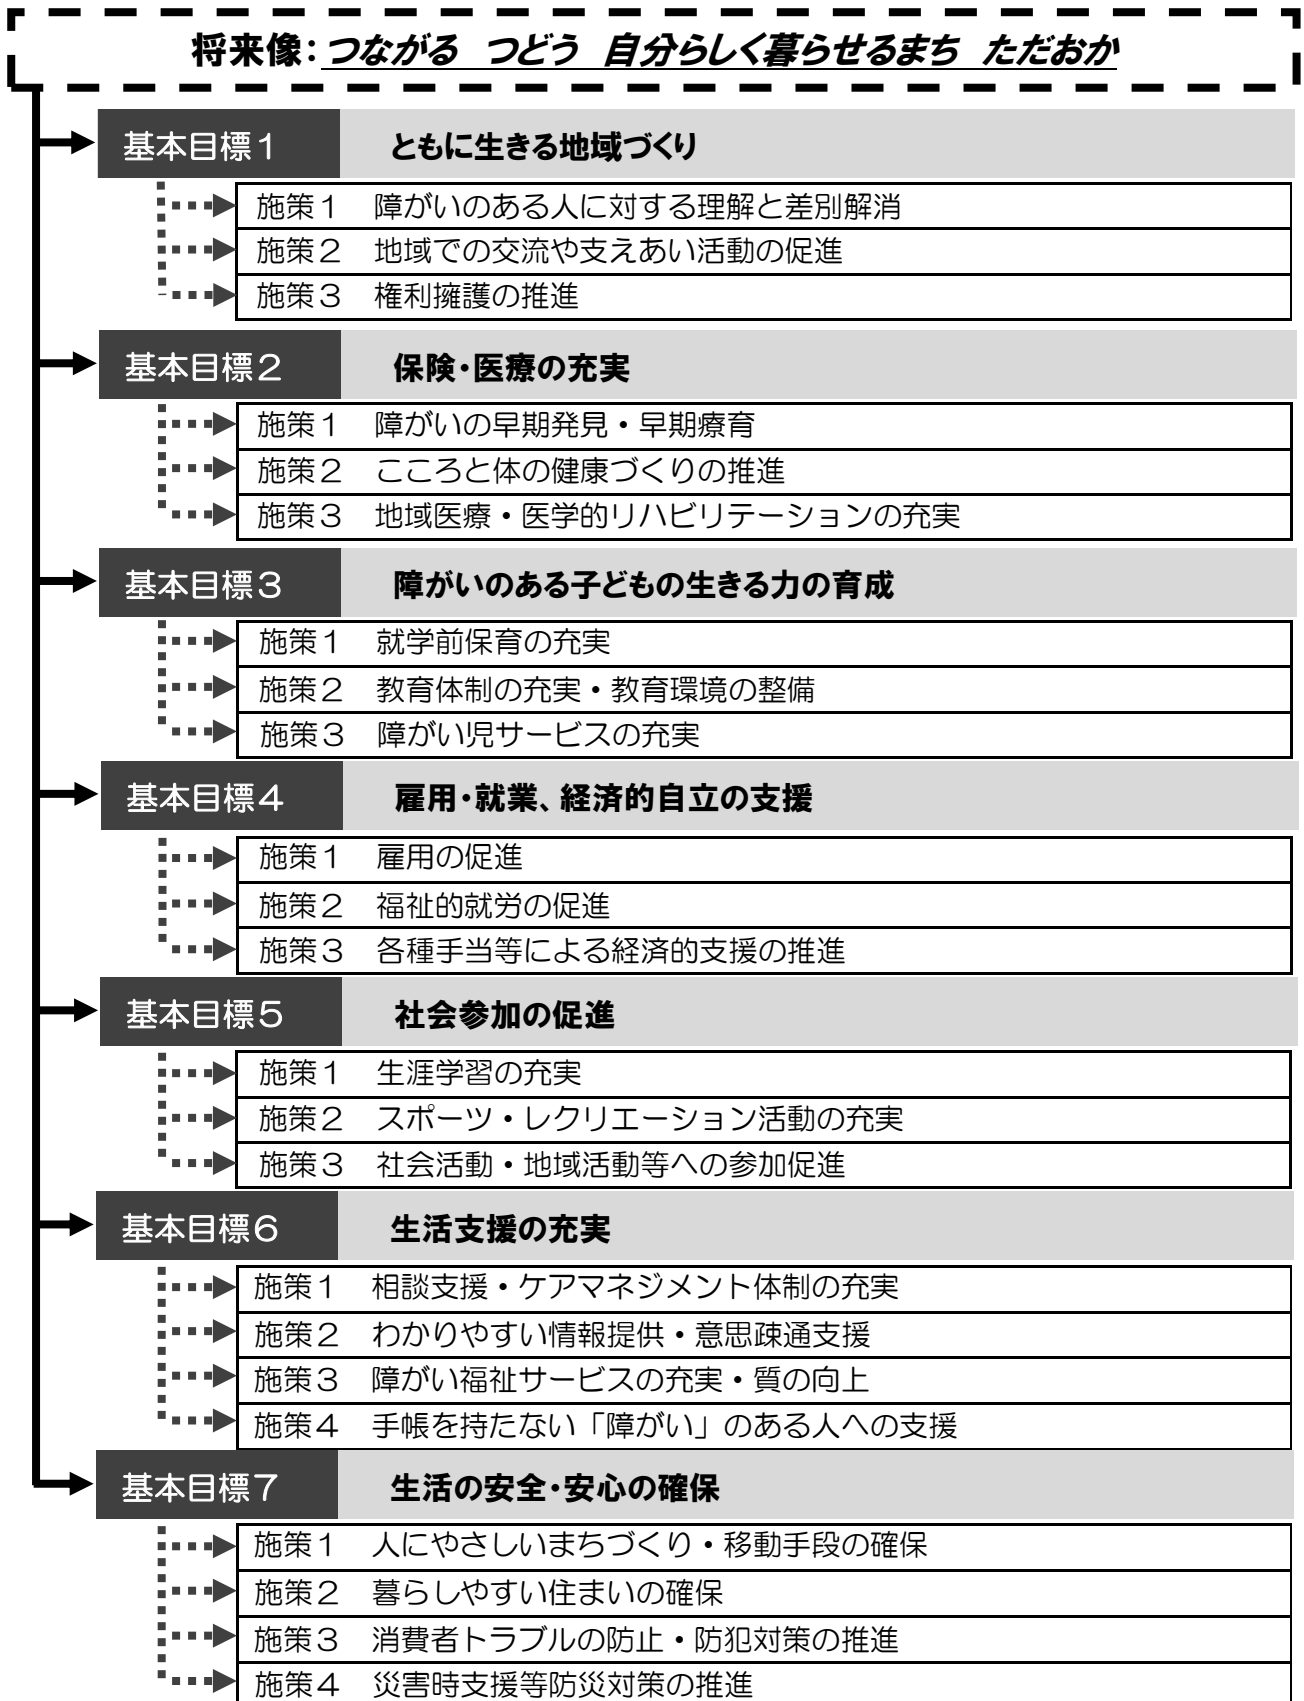 将来像：つながる　つどう　自分らしく暮らせるまち　ただおか
基本目標１　ともに生きる地域づくり
施策１　障がいのある人に対する理解と差別解消
施策２　地域での交流や支えあい活動の促進
施策３　権利擁護の推進
基本目標２　保険・医療の充実
施策１　障がいの早期発見・早期療育
施策２　こころと体の健康づくりの推進
施策３　地域医療・医学的リハビリテーションの充実
基本目標３　障がいのある子どもの生きる力の育成
施策１　就学前保育の充実
施策２　教育体制の充実・教育環境の整備
施策３　障がい児サービスの充実
基本目標４　雇用・就業、経済的自立の支援
施策１　雇用の促進
施策２　福祉的就労の促進
施策３　各種手当等による経済的支援の推進
基本目標５　社会参加の促進
施策１　生涯学習の充実
施策２　スポーツ・レクリエーション活動の充実
施策３　社会活動・地域活動等への参加促進
基本目標６　生活支援の充実
施策１　相談支援・ケアマネジメント体制の充実
施策２　わかりやすい情報提供・意思疎通支援
施策３　障がい福祉サービスの充実・質の向上
施策４　手帳を持たない「障がい」のある人への支援
基本目標７　生活の安全・安心の確保
施策１　人にやさしいまちづくり・移動手段の確保
施策２　暮らしやすい住まいの確保
施策３　消費者トラブルの防止・防犯対策の推進
施策４　災害時支援等防災対策の推進